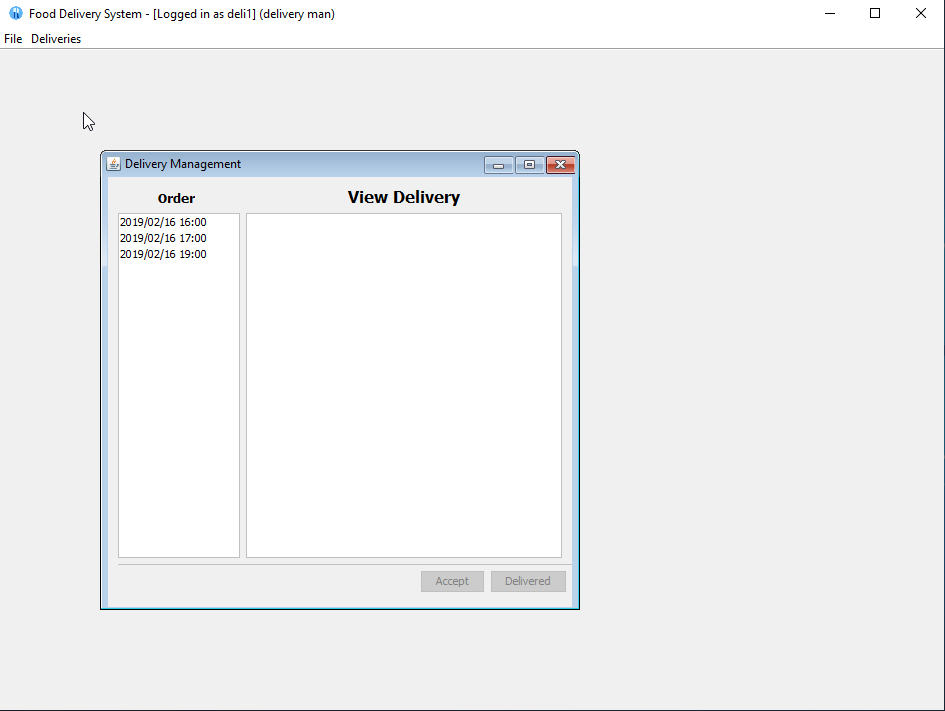 Food Delivery System - [Logged in as deli1] (delivery man)
File Deliveries
Delivery Management
Order
View Delivery
2019/02/16 16:00
2019/02/16 17:00
2019/02/16 19:00
Accept
Delivered